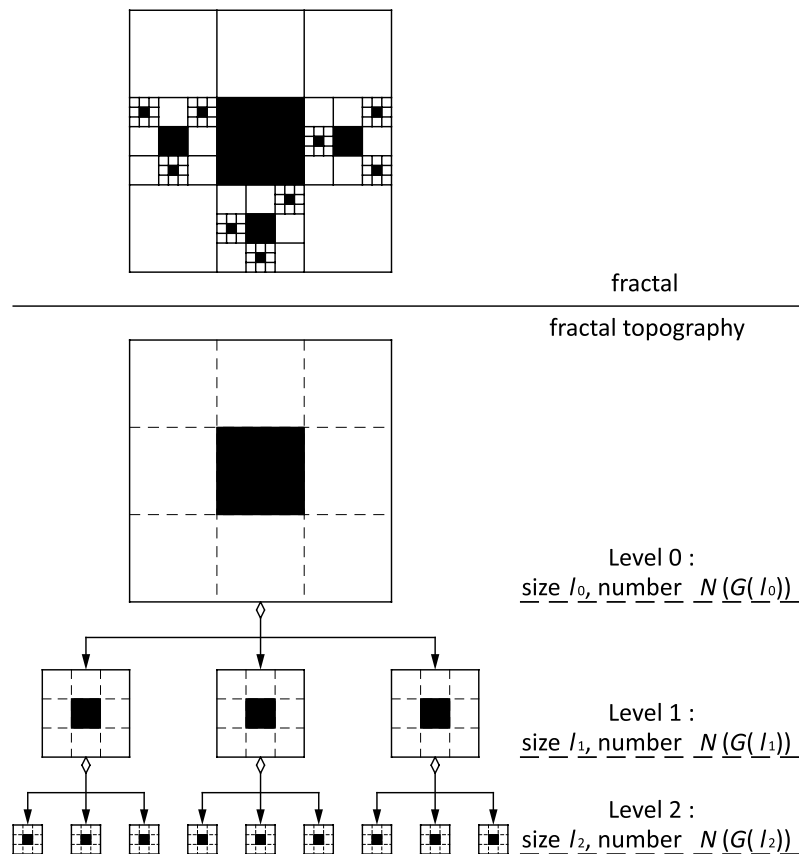 fractal
fractal topography
Level 0 :
size l₀, number N (G( l₀))
Level 1 :
size l₁, number N (G( l₁))
Level 2 :
size l₂, number N (G( l₂))